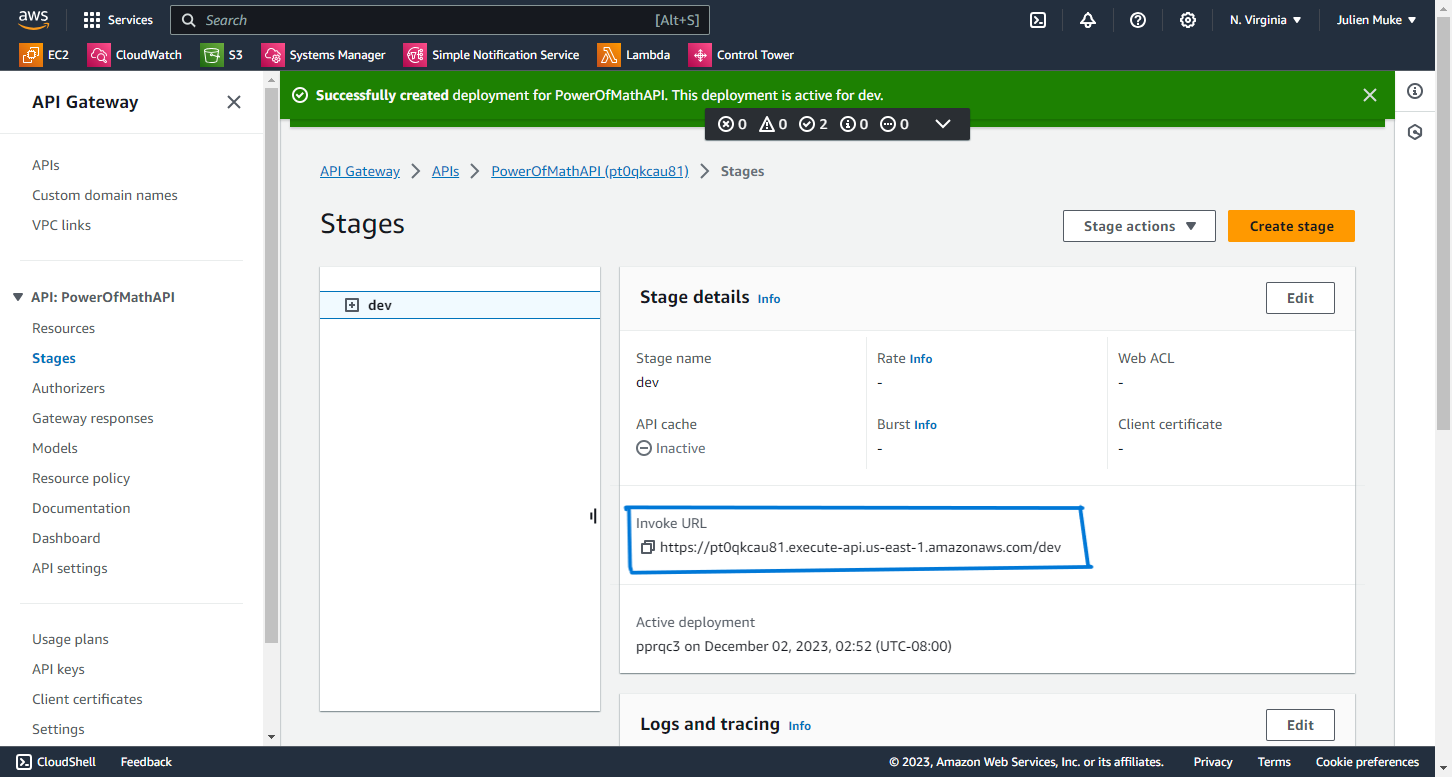 aws
Services
Search
[Alt+S]
N. Virginia
Julien Muke
EC2
CloudWatch
S3
Systems Manager
Simple Notification Service
Lambda
Control Tower
API Gateway
APIs
Custom domain names
VPC links
API: PowerOfMathAPI
Resources
Stages
Authorizers
Gateway responses
Models
Resource policy
Documentation
Dashboard
API settings
Usage plans
API keys
Client certificates
Settings
Successfully created deployment for PowerOfMathAPI. This deployment is active for dev.
0 0 2 0 0
API Gateway > APIs > PowerOfMathAPI (pt0qkcau81) > Stages
Stages
Stage actions
Create stage
dev
Stage details Info
Edit
Stage name
dev
Rate Info
-
Web ACL
-
API cache
Inactive
Burst Info
-
Client certificate
-
Invoke URL
https://pt0qkcau81.execute-api.us-east-1.amazonaws.com/dev
Active deployment
pprqc3 on December 02, 2023, 02:52 (UTC-08:00)
Logs and tracing Info
Edit
CloudShell
Feedback
© 2023, Amazon Web Services, Inc. or its affiliates.
Privacy
Terms
Cookie preferences